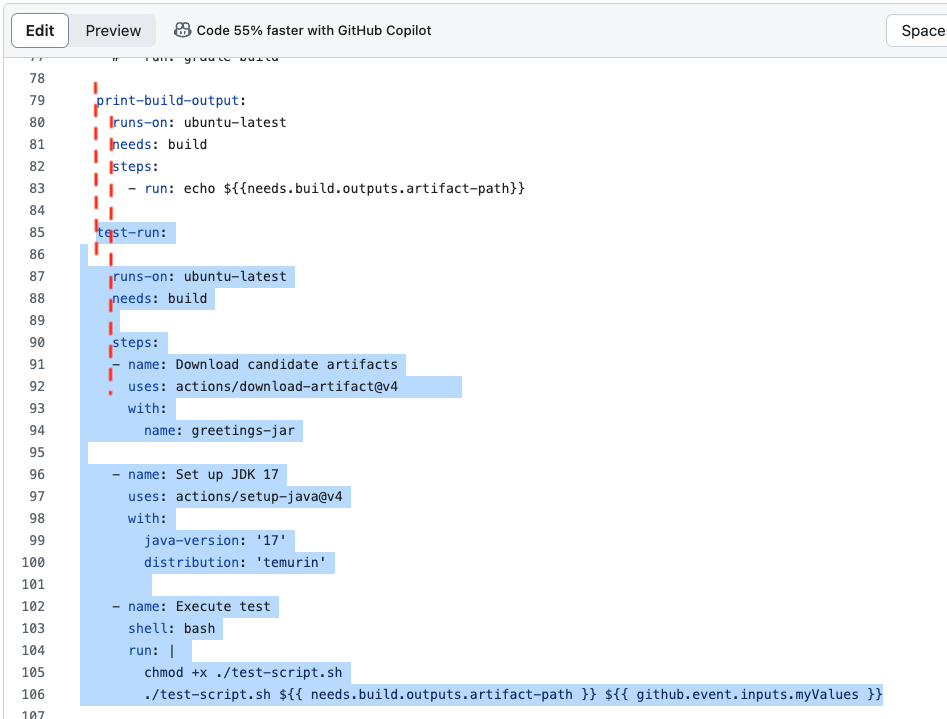 Edit
Preview
Code 55% faster with GitHub Copilot
Space
77 # - run: gradle build
78
79 print-build-output:
80 runs-on: ubuntu-latest
81 needs: build
82 steps:
83 - run: echo ${{needs.build.outputs.artifact-path}}
84
85 test-run:
86
87 runs-on: ubuntu-latest
88 needs: build
89
90 steps:
91 - name: Download candidate artifacts
92 uses: actions/download-artifact@v4
93 with:
94 name: greetings-jar
95
96 - name: Set up JDK 17
97 uses: actions/setup-java@v4
98 with:
99 java-version: '17'
100 distribution: 'temurin'
101
102 - name: Execute test
103 shell: bash
104 run: |
105 chmod +x ./test-script.sh
106 ./test-script.sh ${{ needs.build.outputs.artifact-path }} ${{ github.event.inputs.myValues }}
107